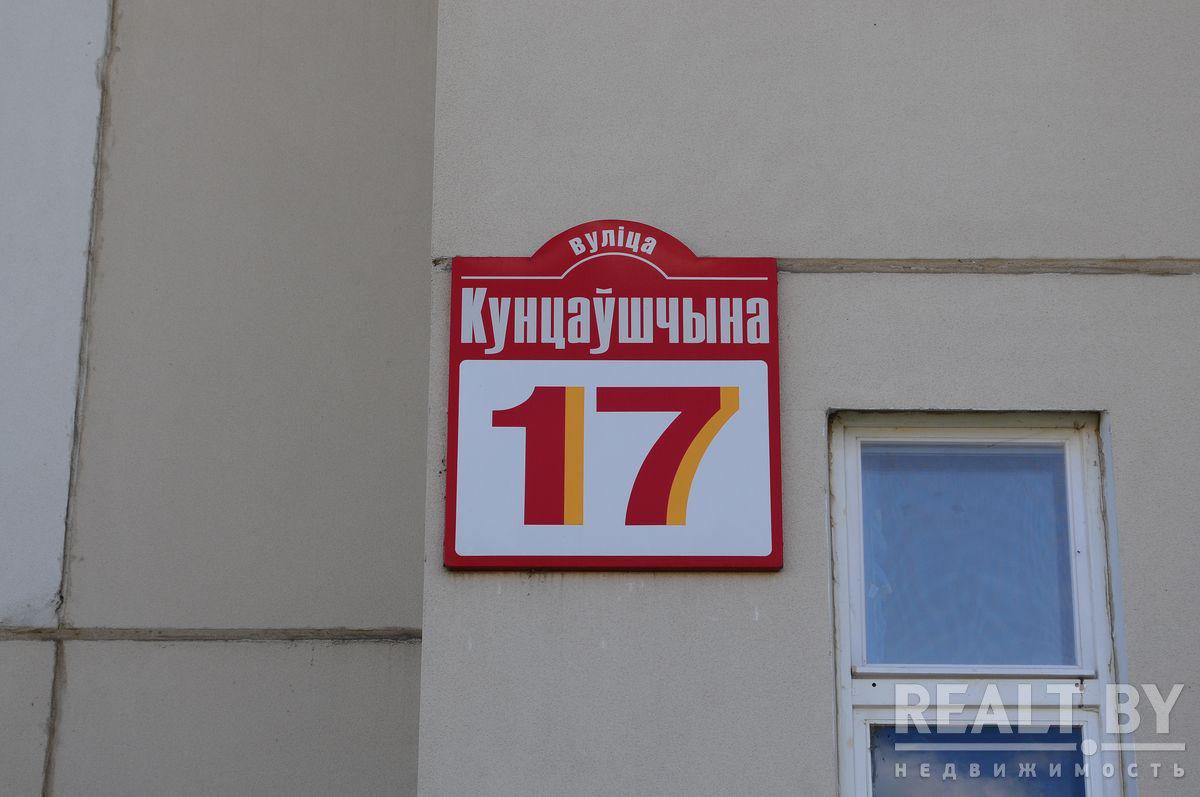 вуліца
Кунцаўшчына
17
REALT.BY
недвижимость